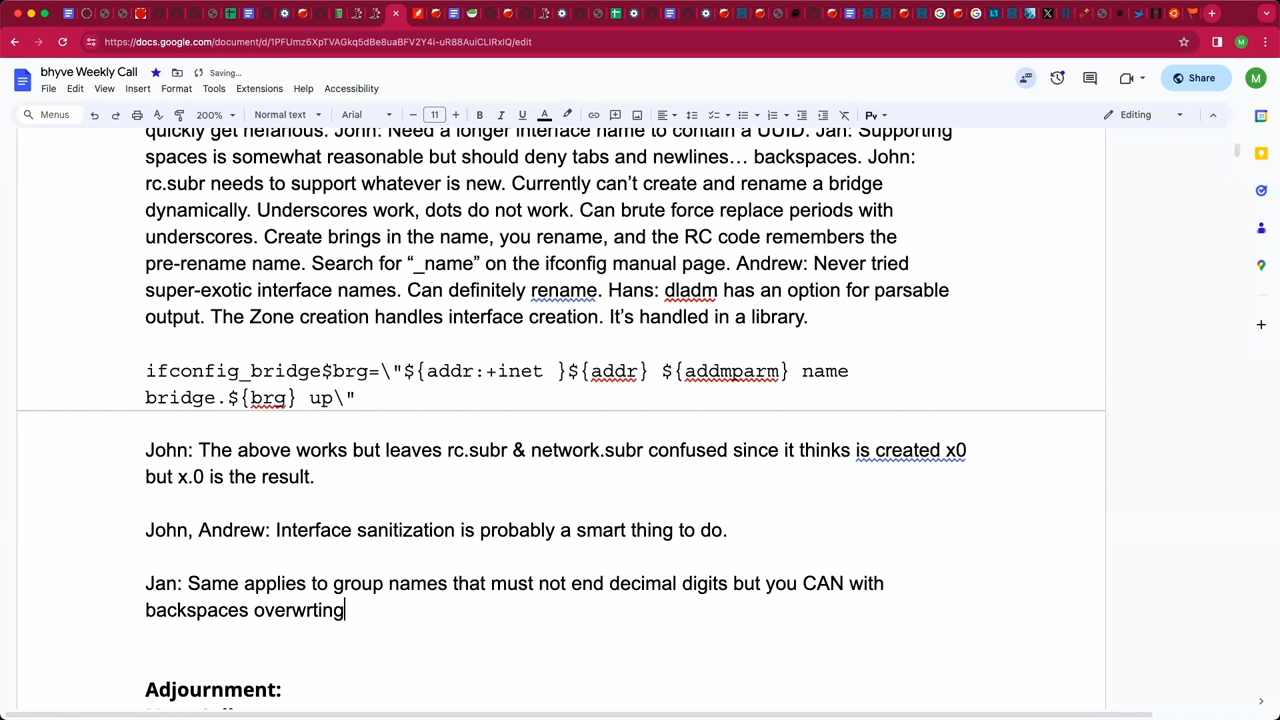 https://docs.google.com/document/d/1PFUmz6XpTVAGkq5dBe8uaBFV2Y4i-uR88AuiCLIRxIQ/edit
bhyve Weekly Call
Saving…
File Edit View Insert Format Tools Extensions Help Accessibility
Share
M
Menus
200%
Normal text
Arial
11
Editing
quickly get nefarious. John: Need a longer interface name to contain a UUID. Jan: Supporting
spaces is somewhat reasonable but should deny tabs and newlines… backspaces. John:
rc.subr needs to support whatever is new. Currently can’t create and rename a bridge
dynamically. Underscores work, dots do not work. Can brute force replace periods with
underscores. Create brings in the name, you rename, and the RC code remembers the
pre-rename name. Search for “_name” on the ifconfig manual page. Andrew: Never tried
super-exotic interface names. Can definitely rename. Hans: dladm has an option for parsable
output. The Zone creation handles interface creation. It’s handled in a library.
ifconfig_bridge$brg=\"${addr:+inet }${addr} ${addmparm} name
bridge.${brg} up\"
John: The above works but leaves rc.subr & network.subr confused since it thinks is created x0
but x.0 is the result.
John, Andrew: Interface sanitization is probably a smart thing to do.
Jan: Same applies to group names that must not end decimal digits but you CAN with
backspaces overwrting
Adjournment: